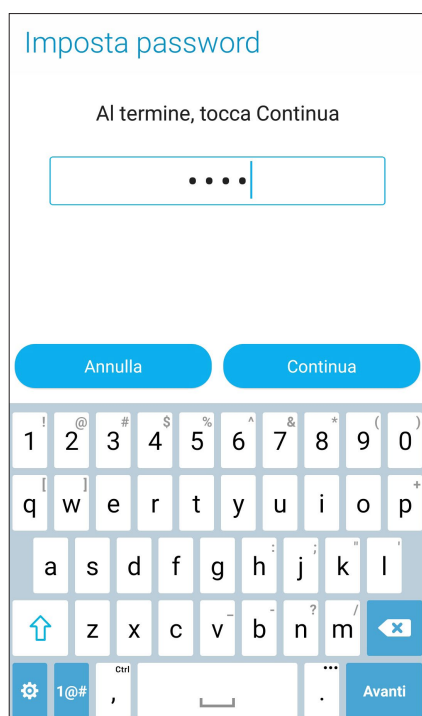 Imposta password
Al termine, tocca Continua
••••
Annulla Continua
! @ # $ % ^ & * ( )
1 2 3 4 5 6 7 8 9 0
[ ] +
q w e r t y u i o p
: ; " '
a s d f g h j k l
_ - ? /
z x c v b n m
Ctrl •••
1@# , . Avanti